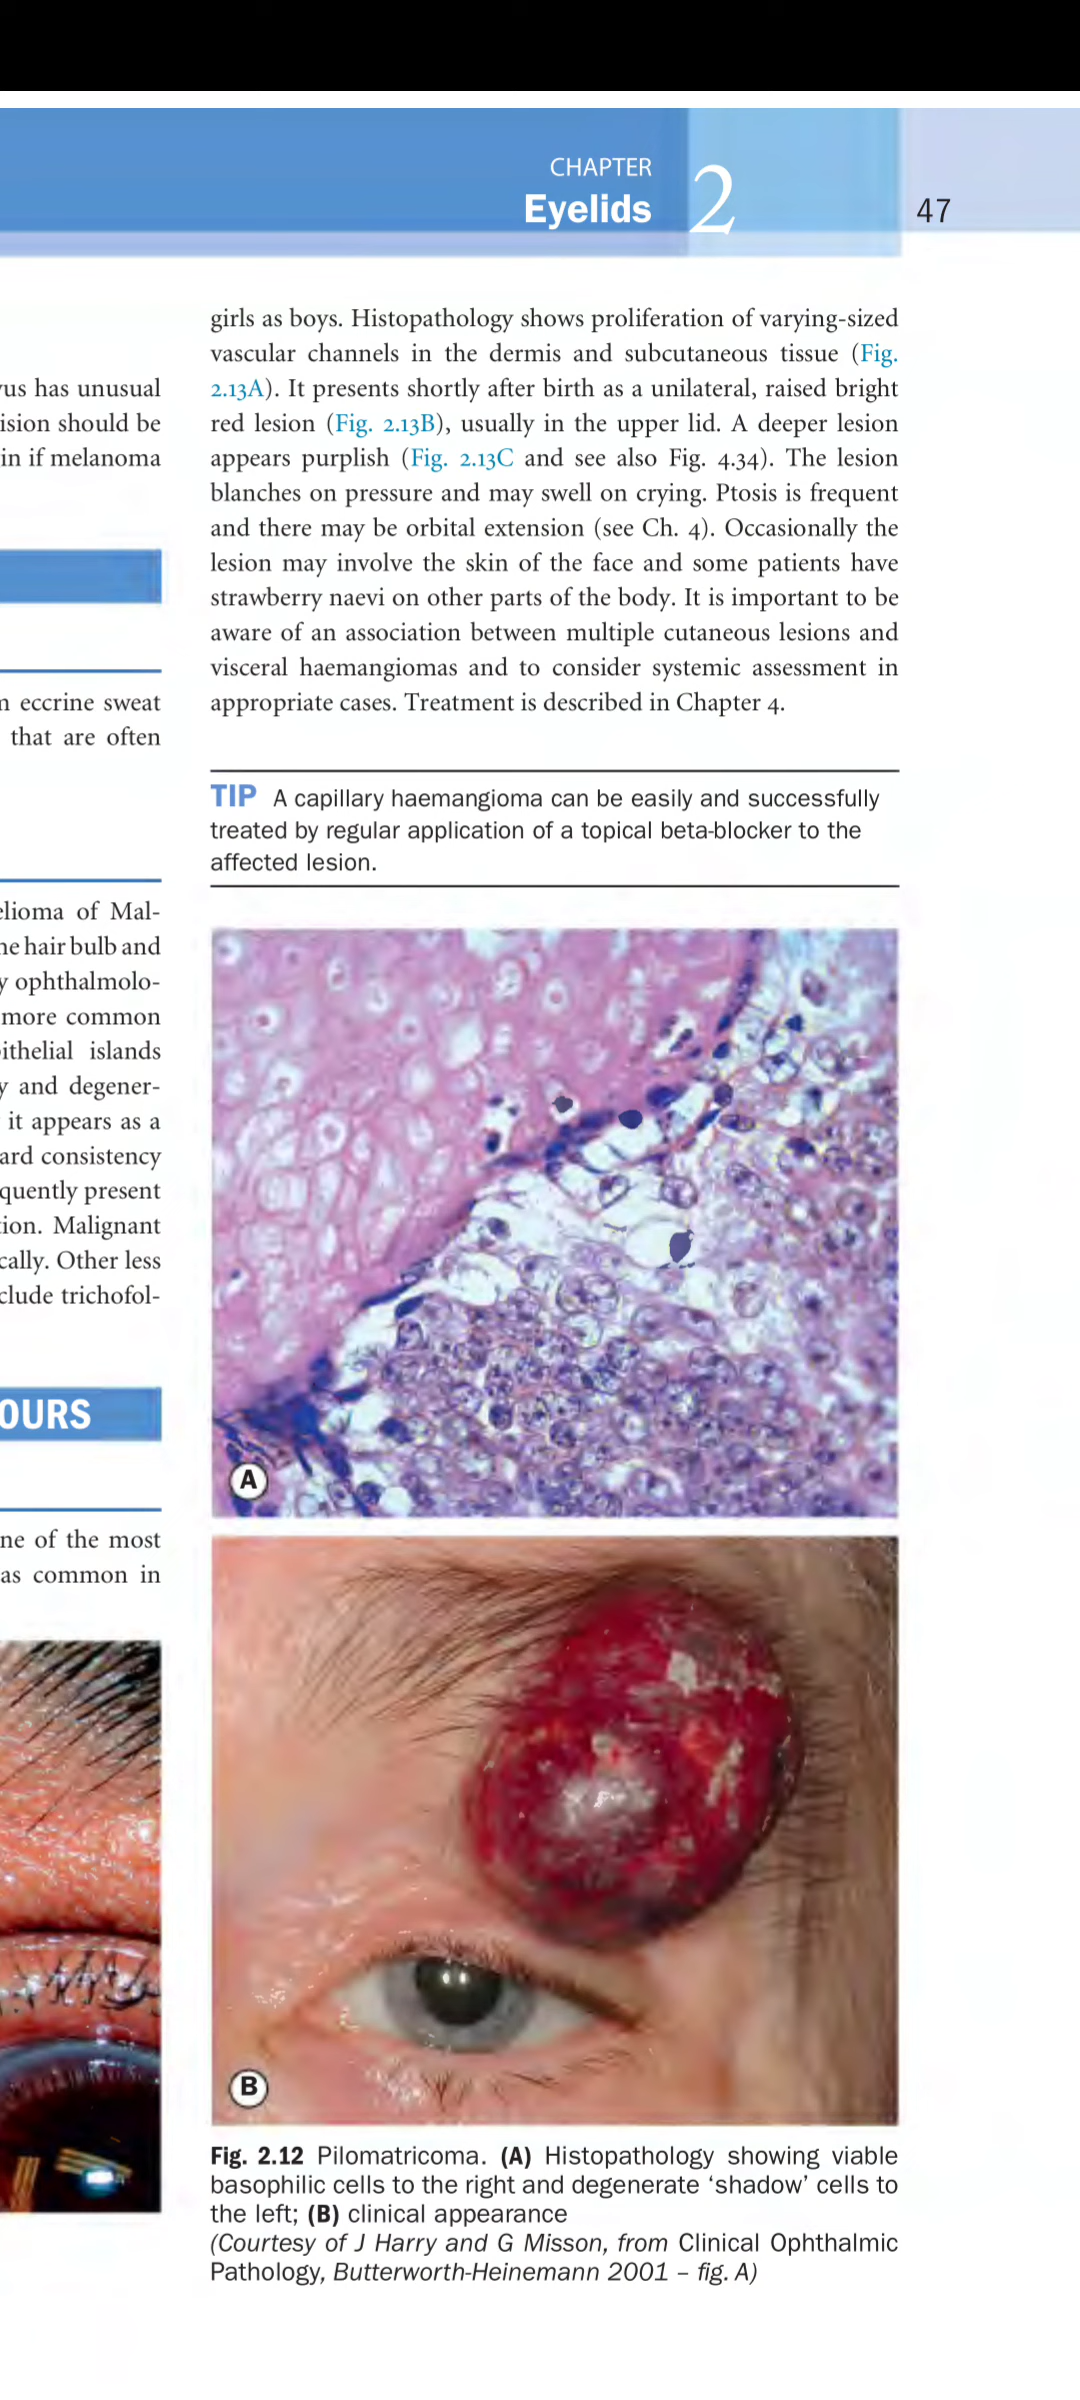 CHAPTER
Eyelids 2
47
us has unusual
ision should be
in if melanoma
eccrine sweat
that are often
elioma of Mal-
he hair bulb and
ophthalmolo-
more common
ithelial islands
and degener-
it appears as a
ard consistency
quently present
ion. Malignant
cally. Other less
clude trichofol-
OURS
ne of the most
as common in
girls as boys. Histopathology shows proliferation of varying-sized
vascular channels in the dermis and subcutaneous tissue (Fig.
2.13A). It presents shortly after birth as a unilateral, raised bright
red lesion (Fig. 2.13B), usually in the upper lid. A deeper lesion
appears purplish (Fig. 2.13C and see also Fig. 4.34). The lesion
blanches on pressure and may swell on crying. Ptosis is frequent
and there may be orbital extension (see Ch. 4). Occasionally the
lesion may involve the skin of the face and some patients have
strawberry naevi on other parts of the body. It is important to be
aware of an association between multiple cutaneous lesions and
visceral haemangiomas and to consider systemic assessment in
appropriate cases. Treatment is described in Chapter 4.
TIP A capillary haemangioma can be easily and successfully
treated by regular application of a topical beta-blocker to the
affected lesion.
A
B
Fig. 2.12 Pilomatricoma. (A) Histopathology showing viable
basophilic cells to the right and degenerate ‘shadow’ cells to
the left; (B) clinical appearance
(Courtesy of J Harry and G Misson, from Clinical Ophthalmic
Pathology, Butterworth-Heinemann 2001 – fig. A)